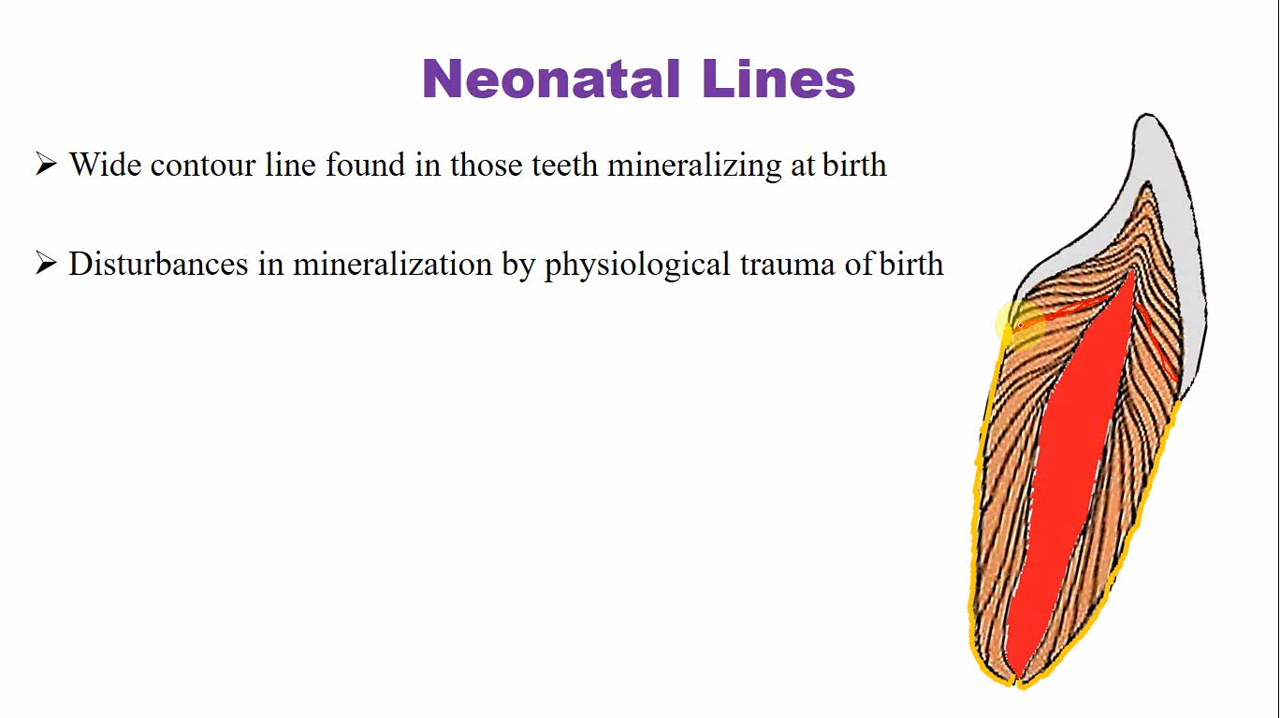 Neonatal Lines
➢ Wide contour line found in those teeth mineralizing at birth
➢ Disturbances in mineralization by physiological trauma of birth